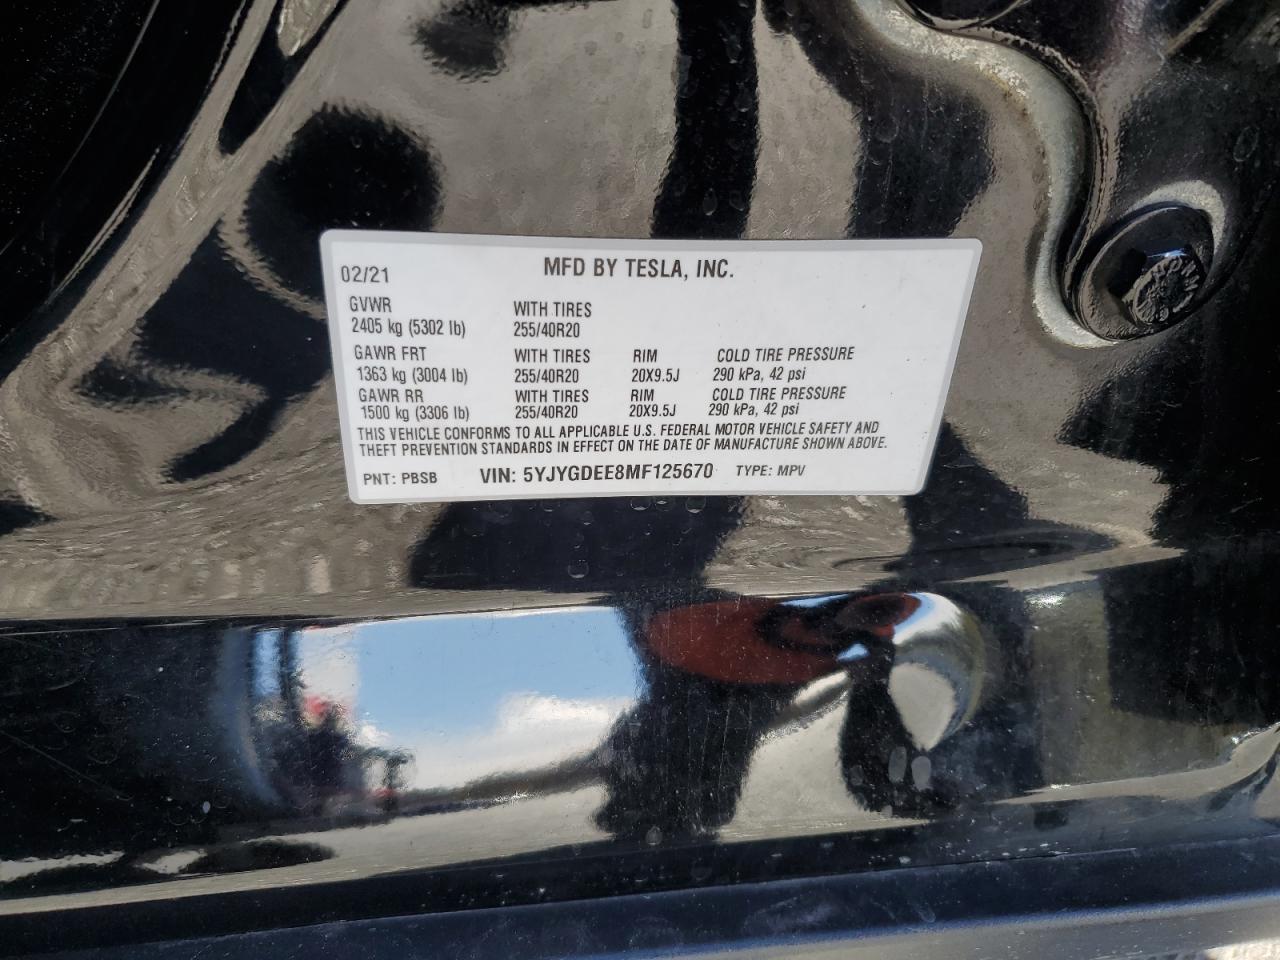 02/21 MFD BY TESLA, INC.
GVWR WITH TIRES
2405 kg (5302 lb) 255/40R20
GAWR FRT WITH TIRES RIM COLD TIRE PRESSURE
1363 kg (3004 lb) 255/40R20 20X9.5J 290 kPa, 42 psi
GAWR RR WITH TIRES RIM COLD TIRE PRESSURE
1500 kg (3306 lb) 255/40R20 20X9.5J 290 kPa, 42 psi
THIS VEHICLE CONFORMS TO ALL APPLICABLE U.S. FEDERAL MOTOR VEHICLE SAFETY AND
THEFT PREVENTION STANDARDS IN EFFECT ON THE DATE OF MANUFACTURE SHOWN ABOVE.
PNT: PBSB VIN: 5YJYGDEE8MF125670 TYPE: MPV